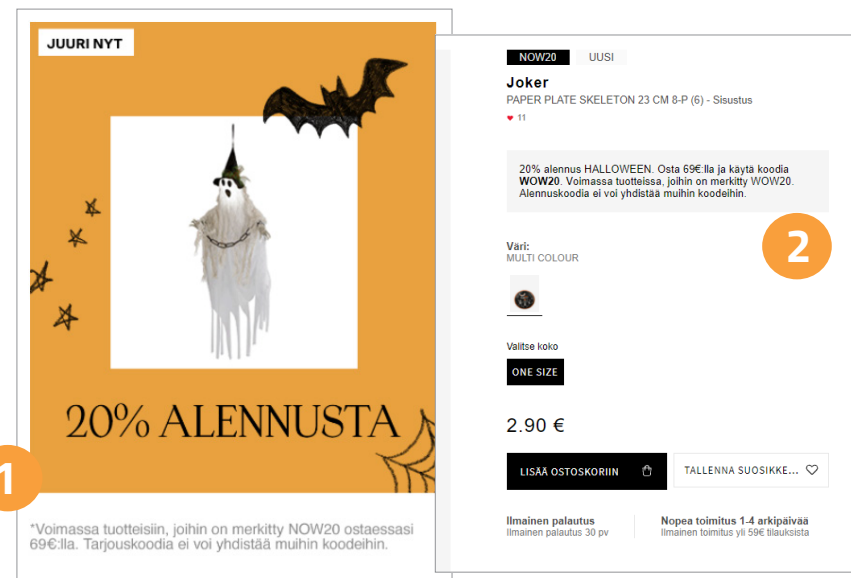 JUURI NYT
20% ALENNUSTA
1
*Voimassa tuotteisiin, joihin on merkitty NOW20 ostaessasi
69€:lla. Tarjouskoodia ei voi yhdistää muihin koodeihin.
NOW20 UUSI
Joker
PAPER PLATE SKELETON 23 CM 8-P (6) - Sisustus
11
20% alennus HALLOWEEN. Osta 69€:lla ja käytä koodia
WOW20. Voimassa tuotteissa, joihin on merkitty WOW20.
Alennuskoodia ei voi yhdistää muihin koodeihin.
2
Väri:
MULTI COLOUR
Valitse koko
ONE SIZE
2.90 €
LISÄÄ OSTOSKORIIN TALLENNA SUOSIKKE...
Ilmainen palautus Nopea toimitus 1-4 arkipäivää
Ilmainen palautus 30 pv Ilmainen toimitus yli 59€ tilauksista